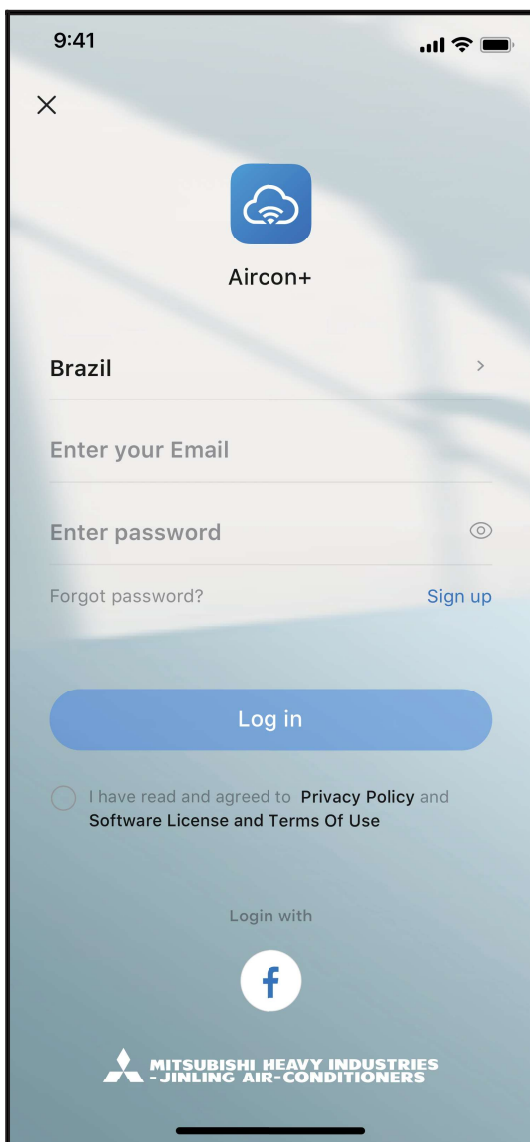 9:41
Aircon+
Brazil
Enter your Email
Enter password
Forgot password?
Sign up
Log in
I have read and agreed to Privacy Policy and
Software License and Terms Of Use
Login with
MITSUBISHI HEAVY INDUSTRIES
-JINLING AIR-CONDITIONERS